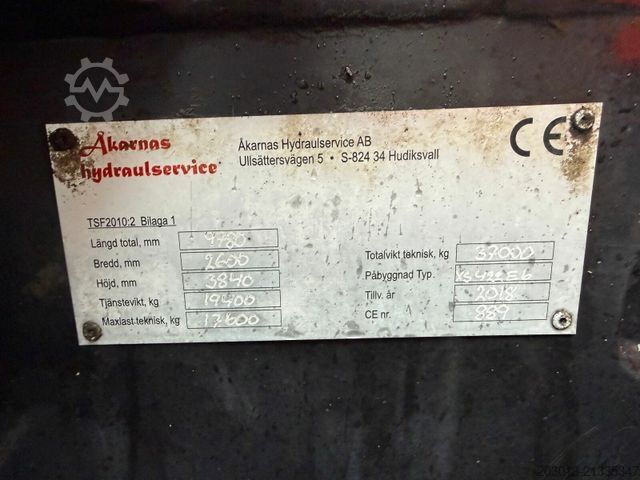 Åkarnas
hydraulservice
Åkarnas Hydraulservice AB
Ullsättersvägen 5 • S-824 34 Hudiksvall
CE
TSF2010:2 Bilaga 1
Längd total, mm 9780
Bredd, mm 2600
Höjd, mm 3840
Tjänstevikt, kg 19400
Maxlast teknisk, kg 17600
Totalvikt teknisk, kg 37000
Påbyggnad Typ.
Tillv. år 2018
CE nr. 889